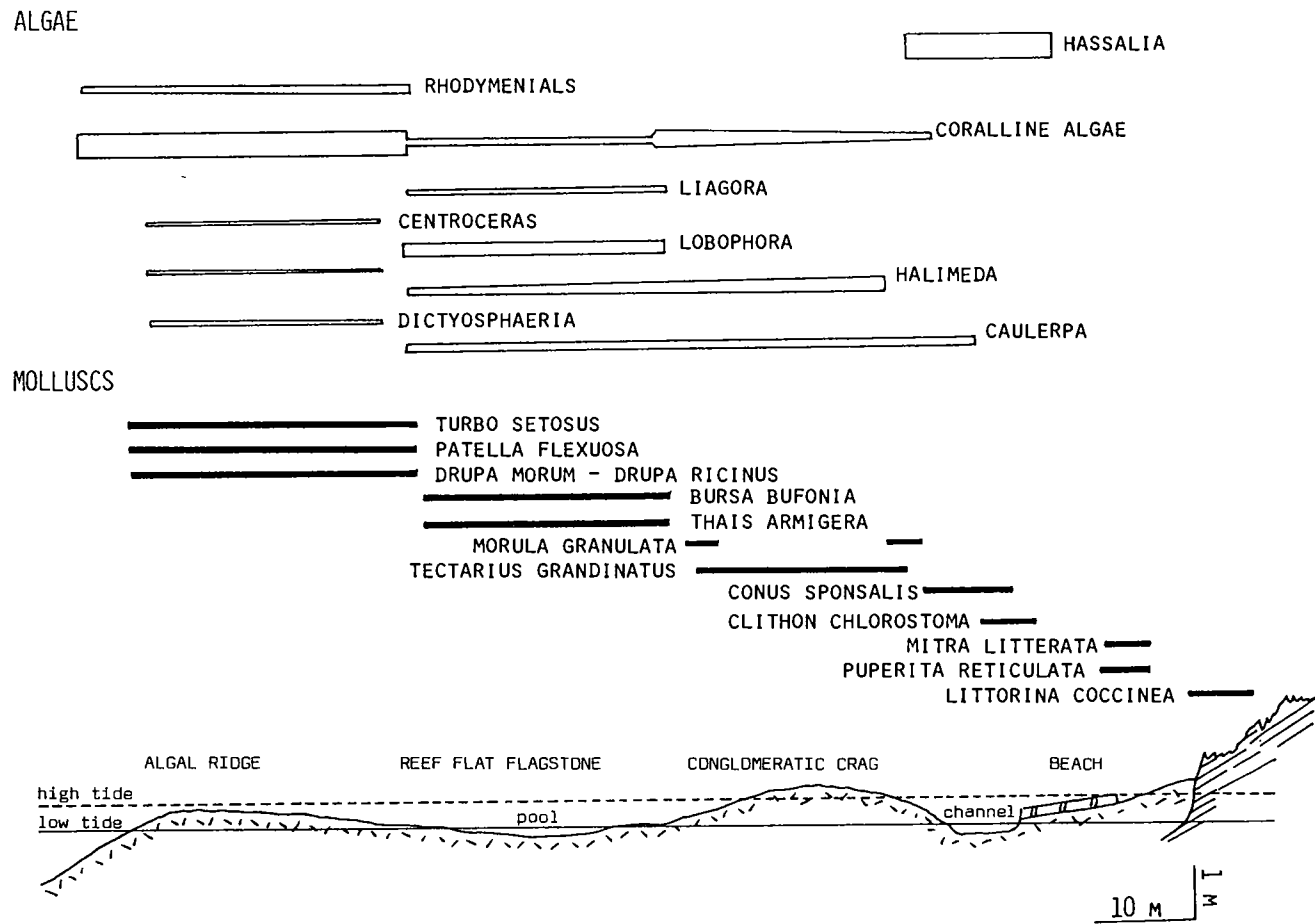 ALGAE
HASSALIA
RHODYMENIALS
CORALLINE ALGAE
LIAGORA
CENTROCERAS
LOBOPHORA
HALIMEDA
DICTYOSPHAERIA
CAULERPA
MOLLUSCS
TURBO SETOSUS
PATELLA FLEXUOSA
DRUPA MORUM - DRUPA RICINUS
BURSA BUFONIA
THAIS ARMIGERA
MORULA GRANULATA
TECTARIUS GRANDINATUS
CONUS SPONSALIS
CLITHON CHLOROSTOMA
MITRA LITTERATA
PUPERITA RETICULATA
LITTORINA COCCINEA
ALGAL RIDGE REEF FLAT FLAGSTONE CONGLOMERATIC CRAG BEACH
high tide
low tide
pool
channel
10 M
1 M